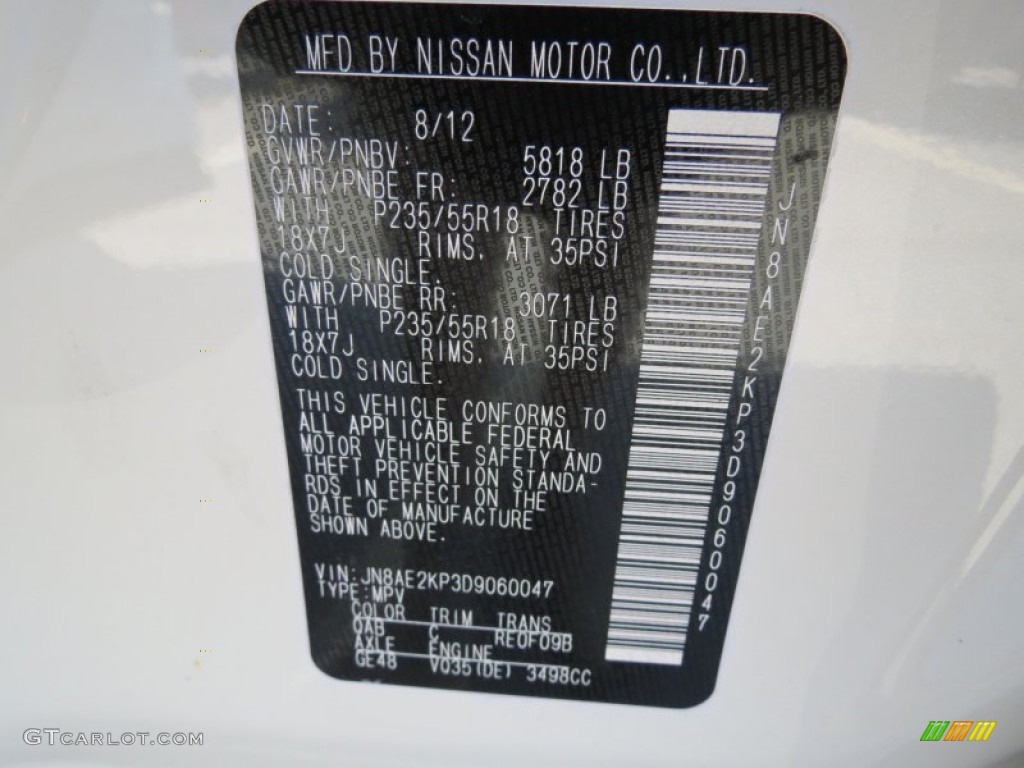 MFD BY NISSAN MOTOR CO.,LTD.
DATE: 8/12
GVWR/PNBV: 5818 LB
GAWR/PNBE FR: 2782 LB
WITH P235/55R18 TIRES
18X7J RIMS. AT 35PSI
COLD SINGLE.
GAWR/PNBE RR: 3071 LB
WITH P235/55R18 TIRES
18X7J RIMS. AT 35PSI
COLD SINGLE.
THIS VEHICLE CONFORMS TO
ALL APPLICABLE FEDERAL
MOTOR VEHICLE SAFETY AND
THEFT PREVENTION STANDA-
RDS IN EFFECT ON THE
DATE OF MANUFACTURE
SHOWN ABOVE.
VIN:JN8AE2KP3D9060047
TYPE:MPV
COLOR TRIM TRANS
QAB C RE0F09B
AXLE ENGINE
GE48 VQ35(DE) 3498CC
JN8AE2KP3D9060047
GTCARLOT.COM